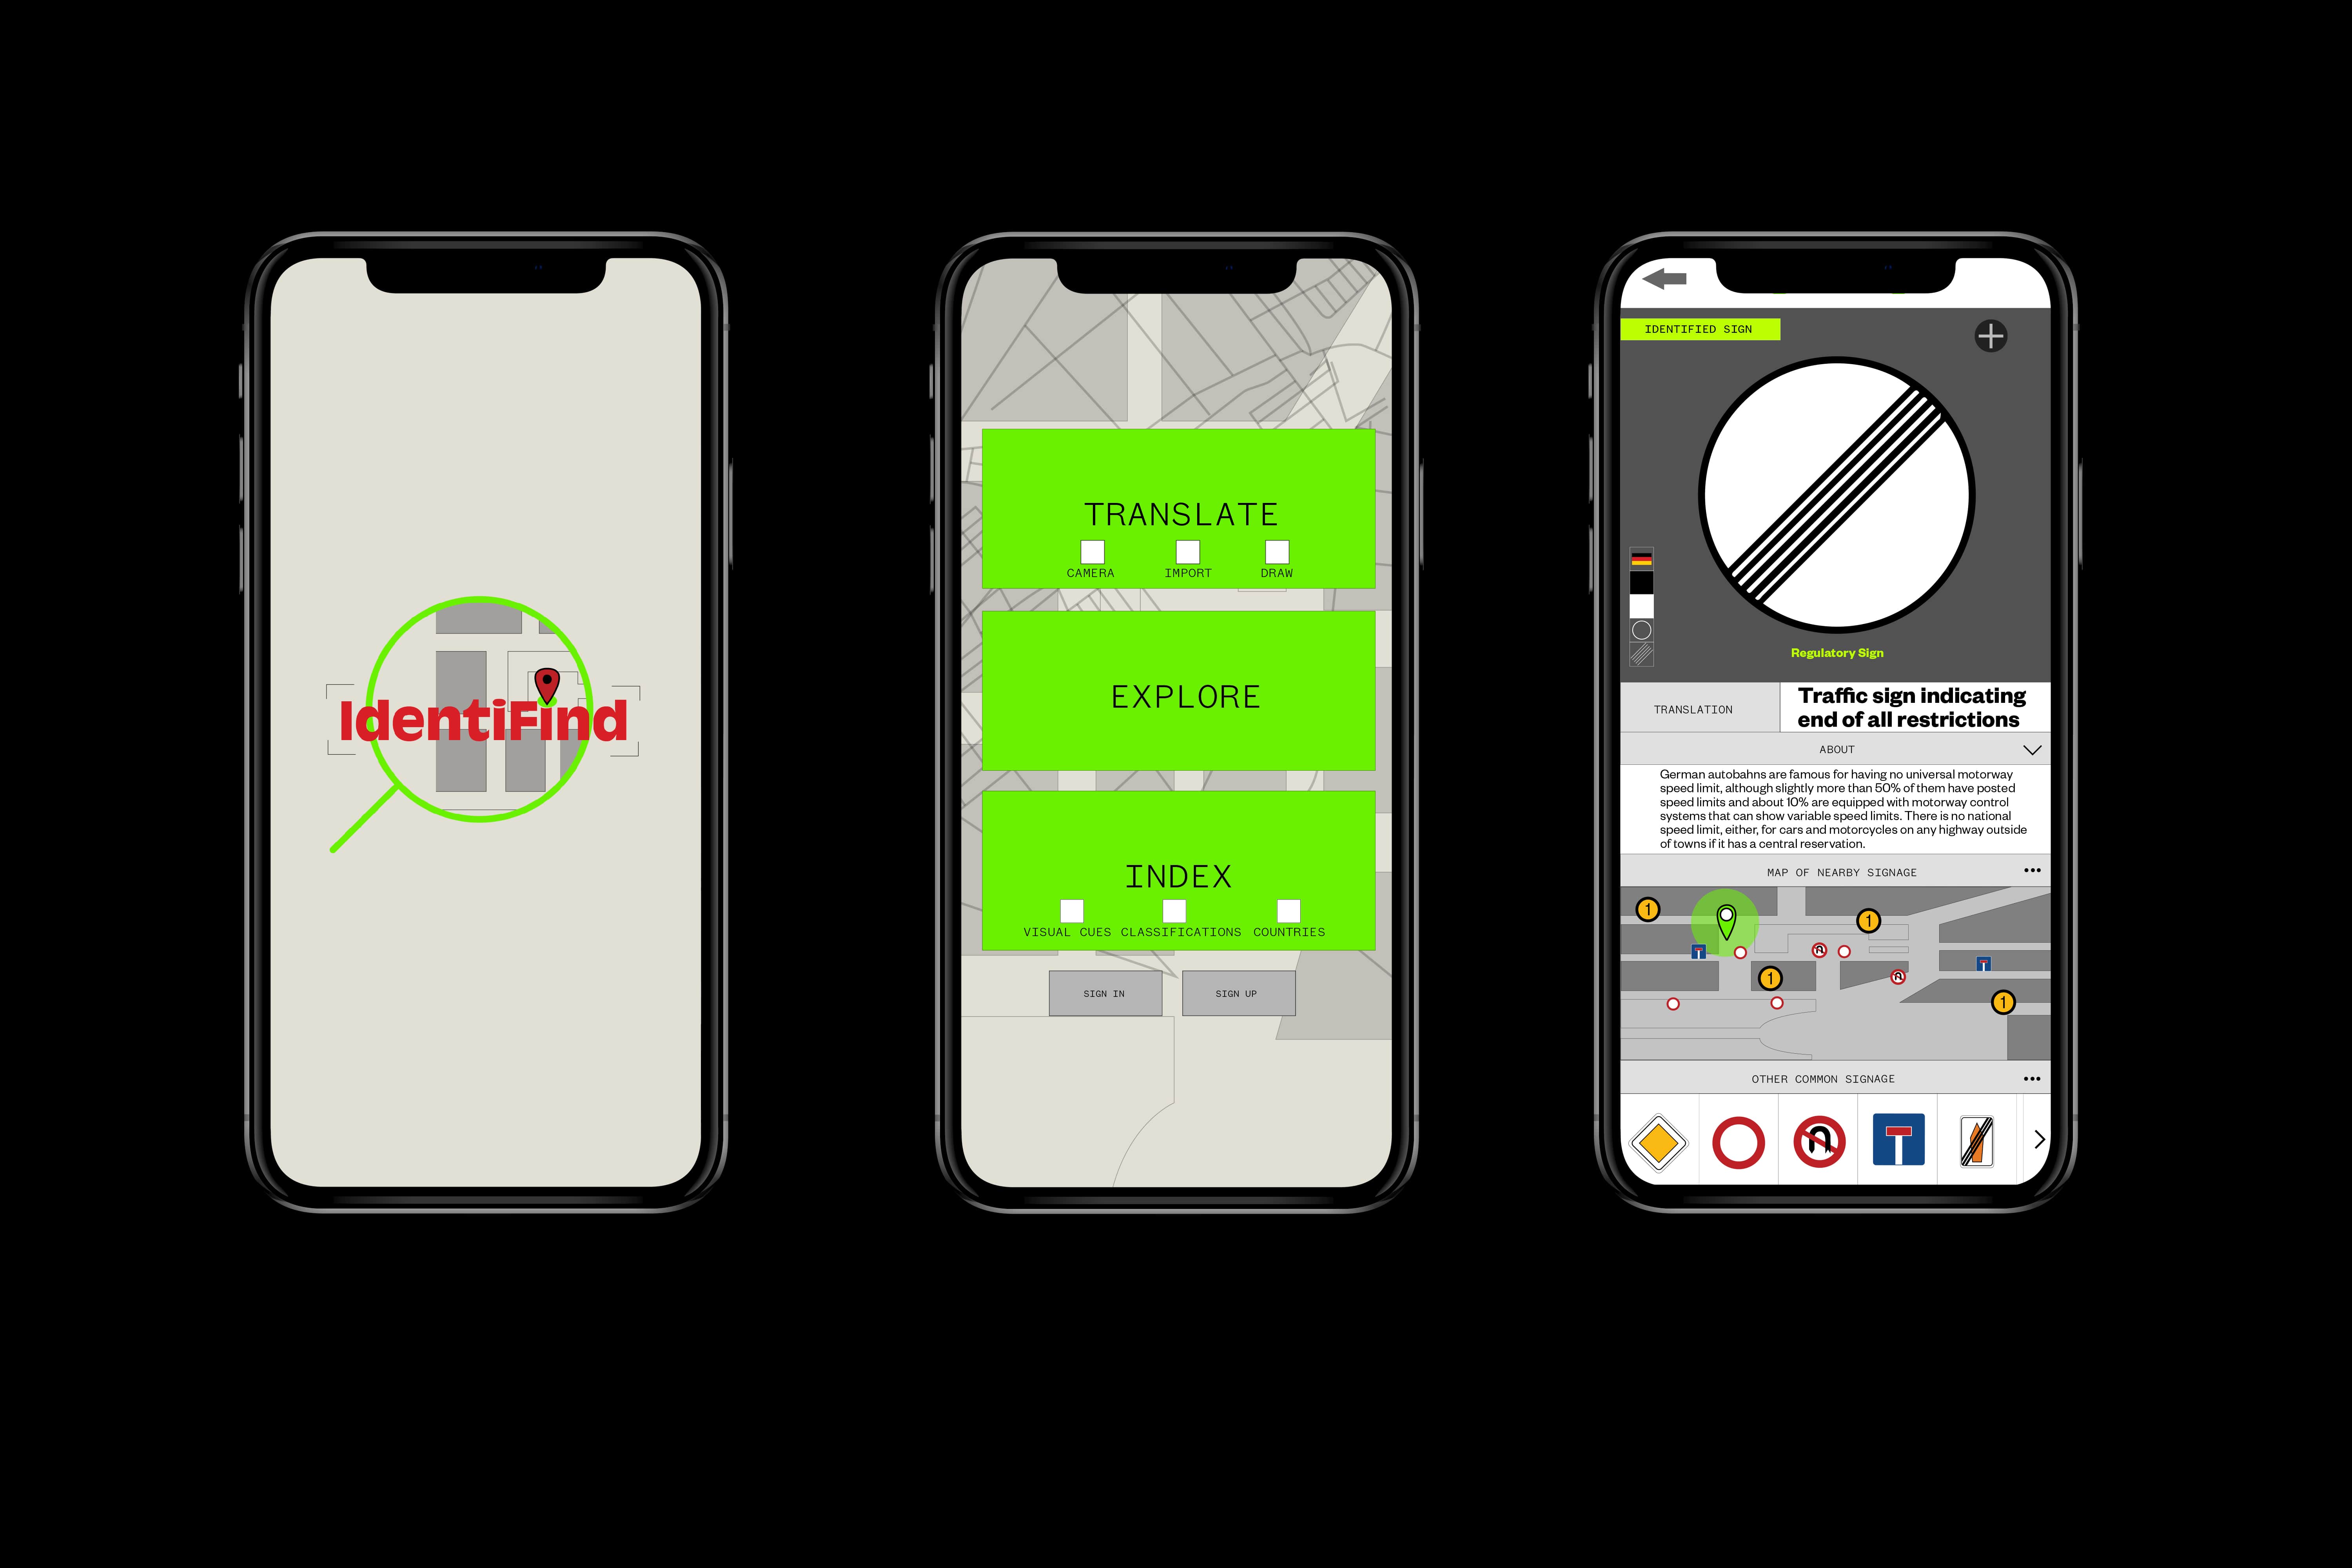 IdentiFind
TRANSLATE
CAMERA IMPORT DRAW
EXPLORE
INDEX
VISUAL CUES CLASSIFICATIONS COUNTRIES
SIGN IN SIGN UP
IDENTIFIED SIGN
Regulatory Sign
TRANSLATION
Traffic sign indicating
end of all restrictions
ABOUT
German autobahns are famous for having no universal motorway
speed limit, although slightly more than 50% of them have posted
speed limits and about 10% are equipped with motorway control
systems that can show variable speed limits. There is no national
speed limit, either, for cars and motorcycles on any highway outside
of towns if it has a central reservation.
MAP OF NEARBY SIGNAGE
1
1
1
1
OTHER COMMON SIGNAGE